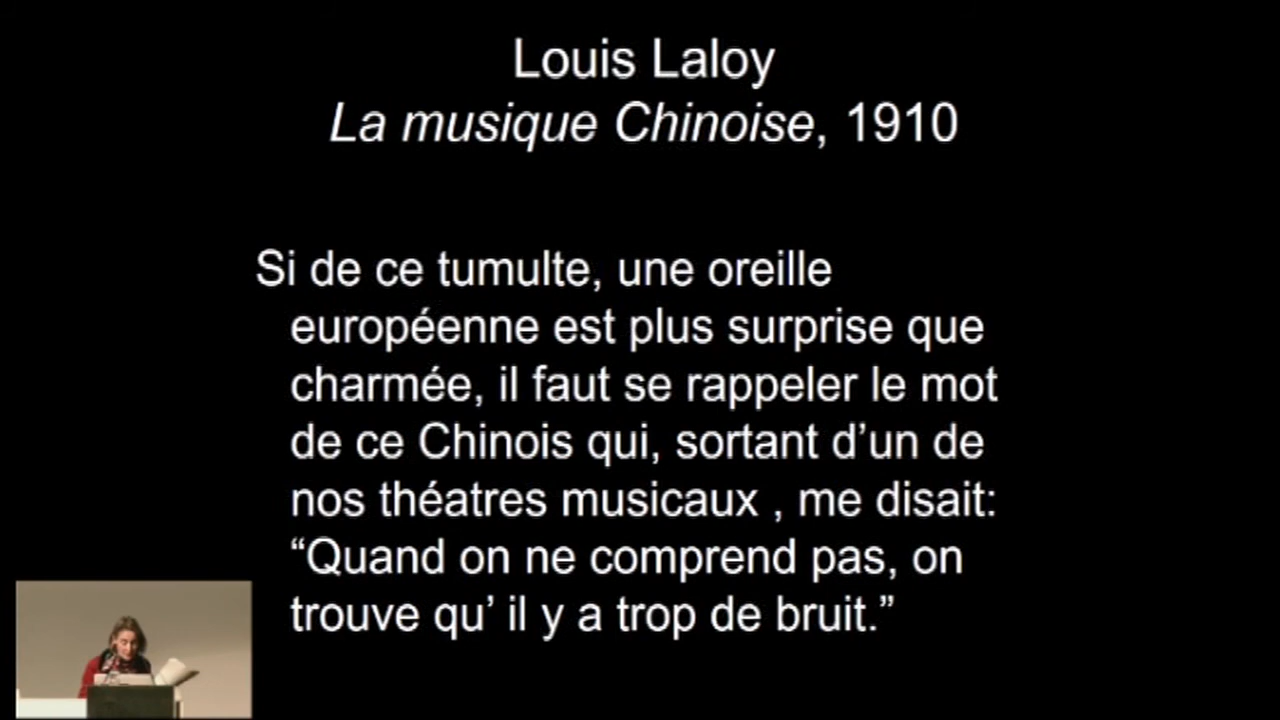 Louis Laloy
La musique Chinoise, 1910
Si de ce tumulte, une oreille
européenne est plus surprise que
charmée, il faut se rappeler le mot
de ce Chinois qui, sortant d’un de
nos théatres musicaux , me disait:
“Quand on ne comprend pas, on
trouve qu’ il y a trop de bruit.”